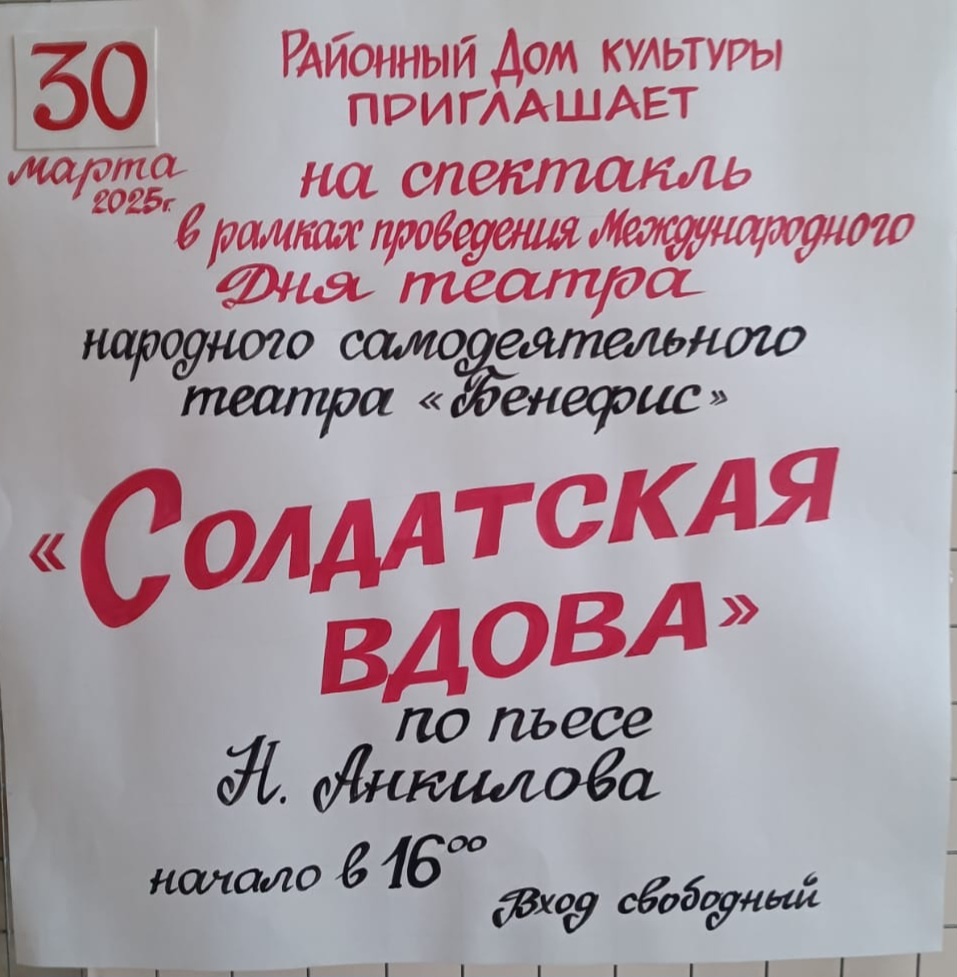 30
марта
2025г.
Районный Дом культуры
приглашает
на спектакль
в рамках проведения Международного
Дня театра
народного самодеятельного
театра «Бенефис»
«Солдатская
вдова»
по пьесе
Н. Анкилова
начало в 16⁰⁰
Вход свободный